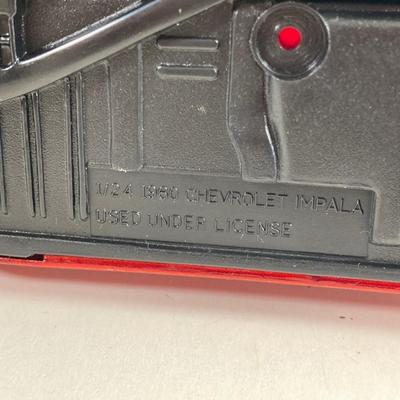 1/24 1960 CHEVROLET IMPALA
USED UNDER LICENSE